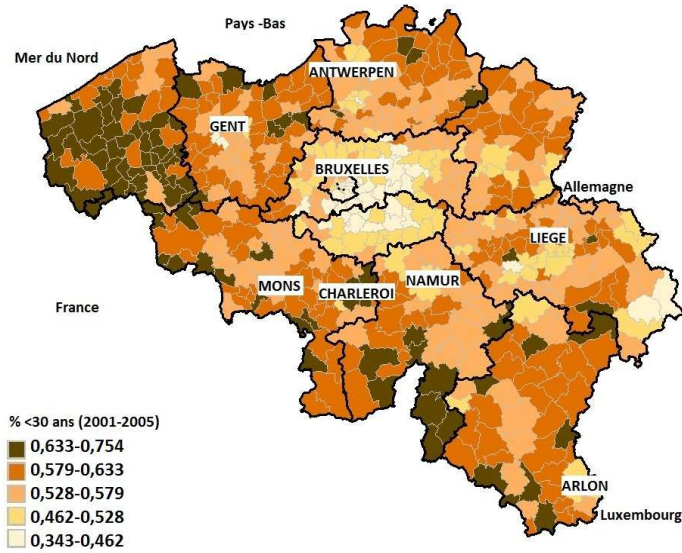 Pays -Bas
Mer du Nord
ANTWERPEN
GENT
BRUXELLES
Allemagne
LIEGE
MONS
CHARLEROI
NAMUR
France
% <30 ans (2001-2005)
0,633-0,754
0,579-0,633
0,528-0,579
0,462-0,528
0,343-0,462
ARLON
Luxembourg